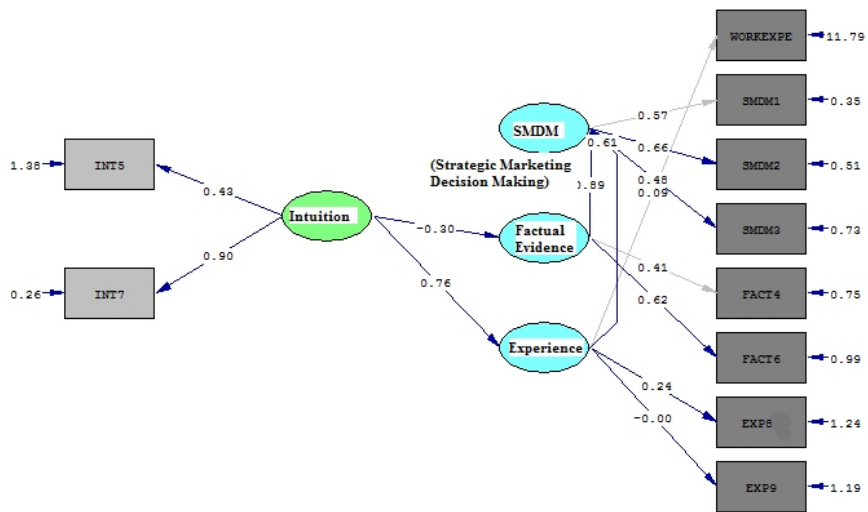 WORKEXPE
11.79
SMDM1
0.35
0.57
SMDM
0.61
0.66
SMDM2
0.51
(Strategic Marketing
Decision Making)
0.48
0.09
0.89
SMDM3
0.73
1.38
INT5
0.43
Intuition
-0.30
Factual
Evidence
0.41
FACT4
0.75
0.90
0.76
0.62
0.26
INT7
FACT6
0.99
Experience
0.24
EXP8
1.24
-0.00
EXP9
1.19